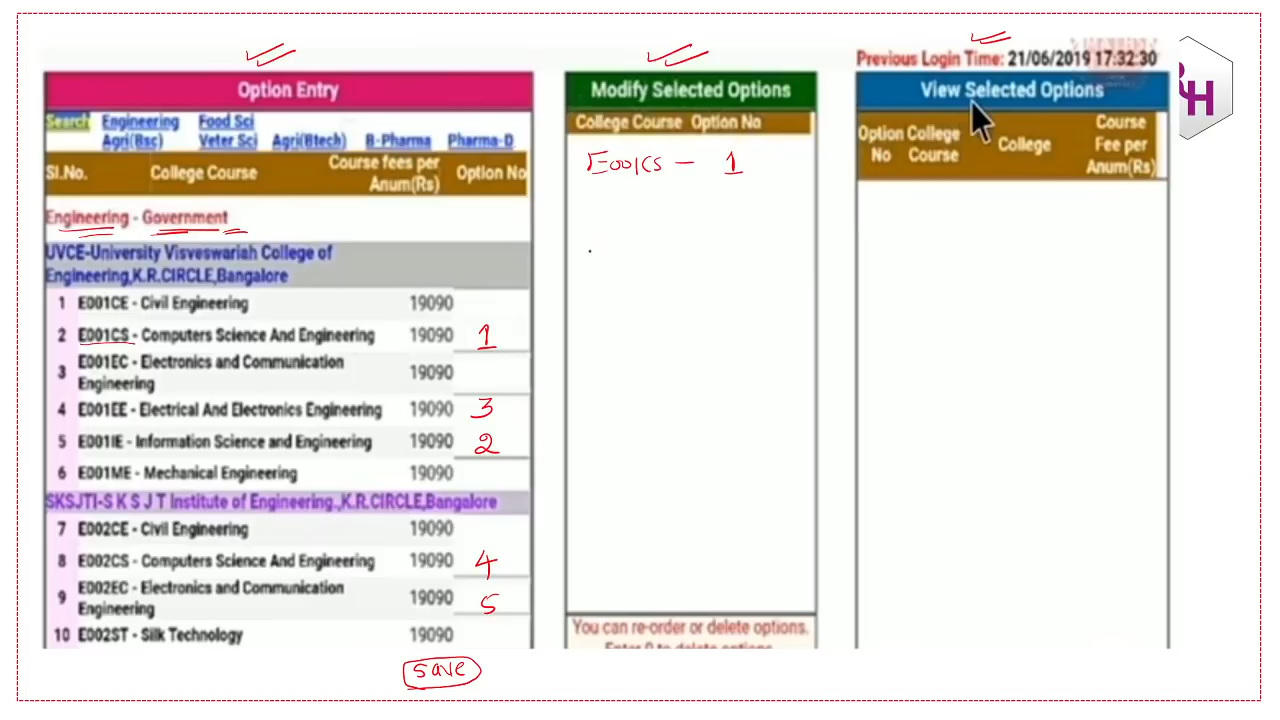 Previous Login Time: 21/06/2019 17:32:30
Option Entry
Search Engineering Food Sci
Agri(Bsc) Veter Sci Agri(Btech) B-Pharma Pharma-D
Sl.No. College Course Course fees per Anum(Rs) Option No
Engineering - Government
UVCE-University Visveswariah College of
Engineering,K.R.CIRCLE,Bangalore
1 E001CE - Civil Engineering 19090
2 E001CS - Computers Science And Engineering 19090 1
3 E001EC - Electronics and Communication
Engineering 19090
4 E001EE - Electrical And Electronics Engineering 19090 3
5 E001IE - Information Science and Engineering 19090 2
6 E001ME - Mechanical Engineering 19090
SKSJTI-S K S J T Institute of Engineering.,K.R.CIRCLE,Bangalore
7 E002CE - Civil Engineering 19090
8 E002CS - Computers Science And Engineering 19090 4
9 E002EC - Electronics and Communication
Engineering 19090 5
10 E002ST - Silk Technology 19090
save
Modify Selected Options
College Course Option No
E001CS - 1
You can re-order or delete options.
Enter 0 to delete options
View Selected Options
Option No College Course College Course Fee per Anum(Rs)
H